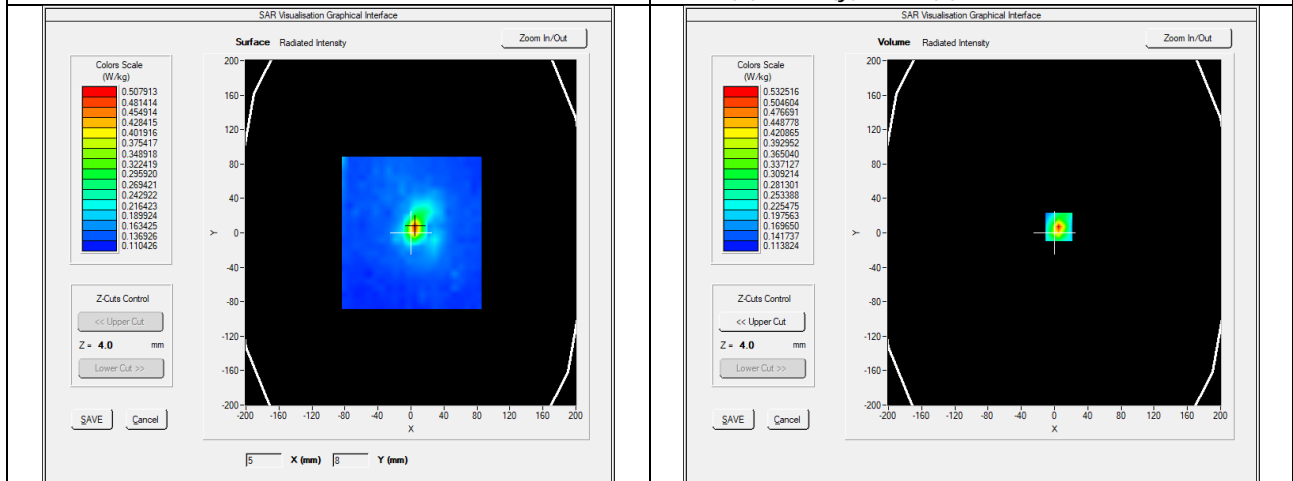 SAR Visualisation Graphical Interface
Surface Radiated Intensity
Zoom In/Out
Colors Scale
(W/kg)
0.507913
0.481414
0.454914
0.428415
0.401916
0.375417
0.348918
0.322419
0.295920
0.269421
0.242922
0.216423
0.189924
0.163425
0.136926
0.110426
200
160
120
80
40
0
-40
-80
-120
-160
-200
Y
-200 -160 -120 -80 -40 0 40 80 120 160 200
X
Z-Cuts Control
<< Upper Cut
Z = 4.0 mm
Lower Cut >>
SAVE Cancel
5 X (mm) 8 Y (mm)
SAR Visualisation Graphical Interface
Volume Radiated Intensity
Zoom In/Out
Colors Scale
(W/kg)
0.532516
0.504604
0.476691
0.448778
0.420865
0.392952
0.365040
0.337127
0.309214
0.281301
0.253388
0.225475
0.197563
0.169650
0.141737
0.113824
200
160
120
80
40
0
-40
-80
-120
-160
-200
Y
-200 -160 -120 -80 -40 0 40 80 120 160 200
X
Z-Cuts Control
<< Upper Cut
Z = 4.0 mm
Lower Cut >>
SAVE Cancel